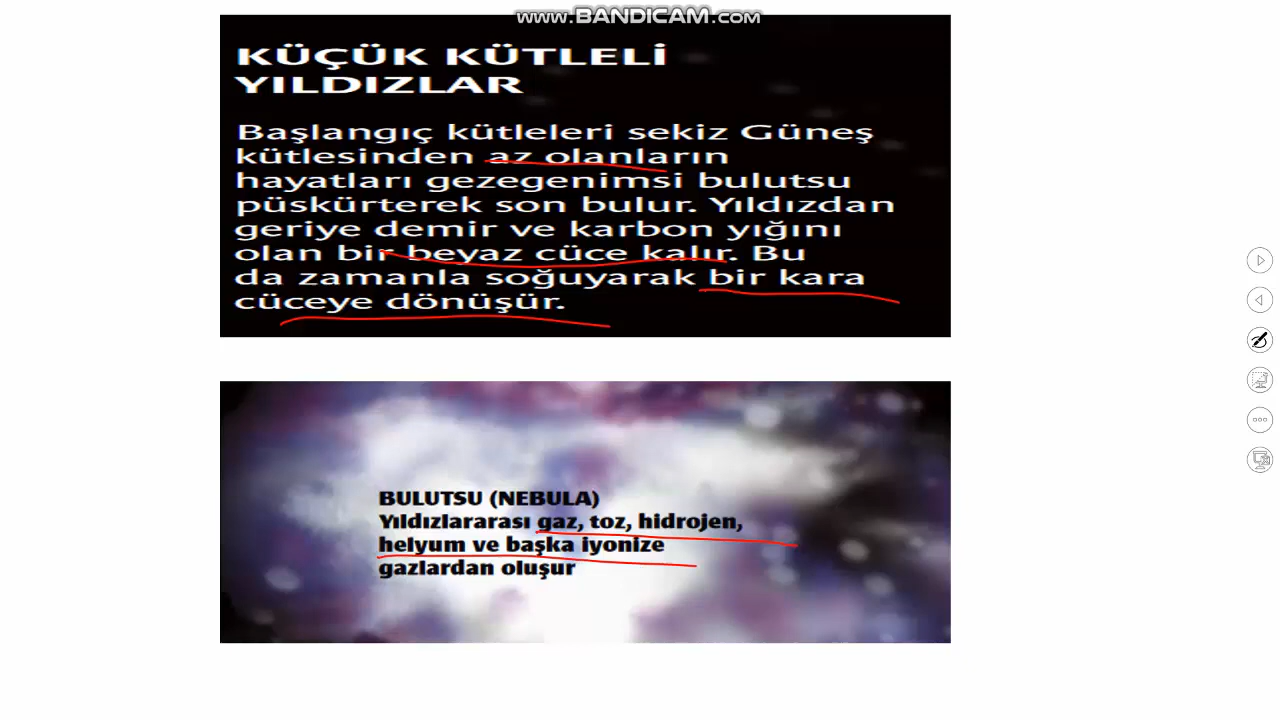 www.BANDICAM.com
KÜÇÜK KÜTLELİ
YILDIZLAR
Başlangıç kütleleri sekiz Güneş
kütlesinden az olanların
hayatları gezegenimsi bulutsu
püskürterek son bulur. Yıldızdan
geriye demir ve karbon yığını
olan bir beyaz cüce kalır. Bu
da zamanla soğuyarak bir kara
cüceye dönüşür.
BULUTSU (NEBULA)
Yıldızlararası gaz, toz, hidrojen,
helyum ve başka iyonize
gazlardan oluşur